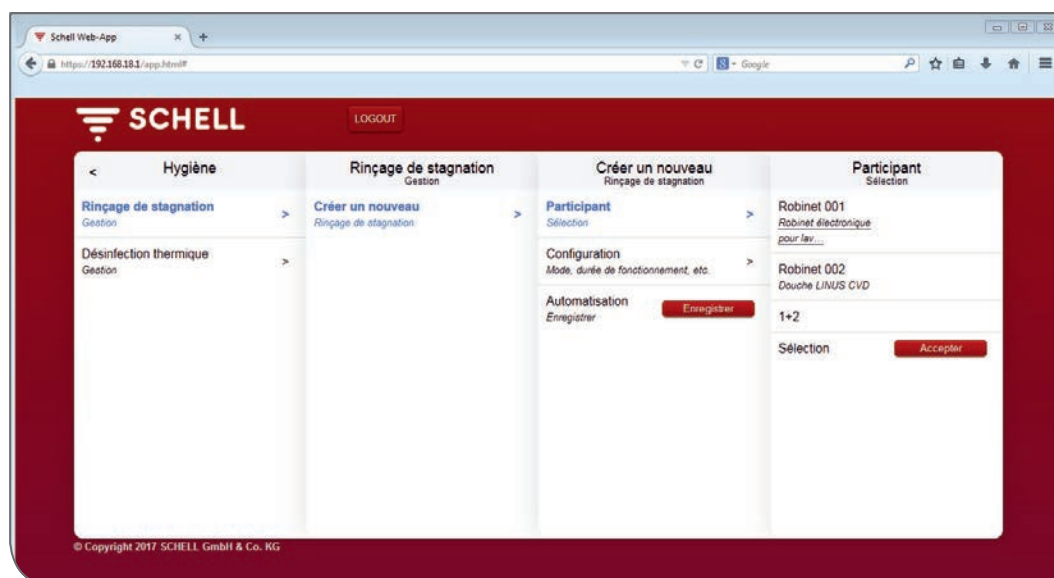 Schell Web-App
https://192.168.18.1/app.html#
Google
SCHELL
LOGOUT
<
Hygiène
Rinçage de stagnation
Gestion
>
Désinfection thermique
Gestion
>
Rinçage de stagnation
Gestion
Créer un nouveau
Rinçage de stagnation
>
Créer un nouveau
Rinçage de stagnation
Participant
Sélection
>
Configuration
Mode, durée de fonctionnement, etc.
>
Automatisation
Enregistrer
Enregistrer
Participant
Sélection
Robinet 001
Robinet électronique
pour lav...
Robinet 002
Douche LINUS CVD
1+2
Sélection
Accepter
© Copyright 2017 SCHELL GmbH & Co. KG